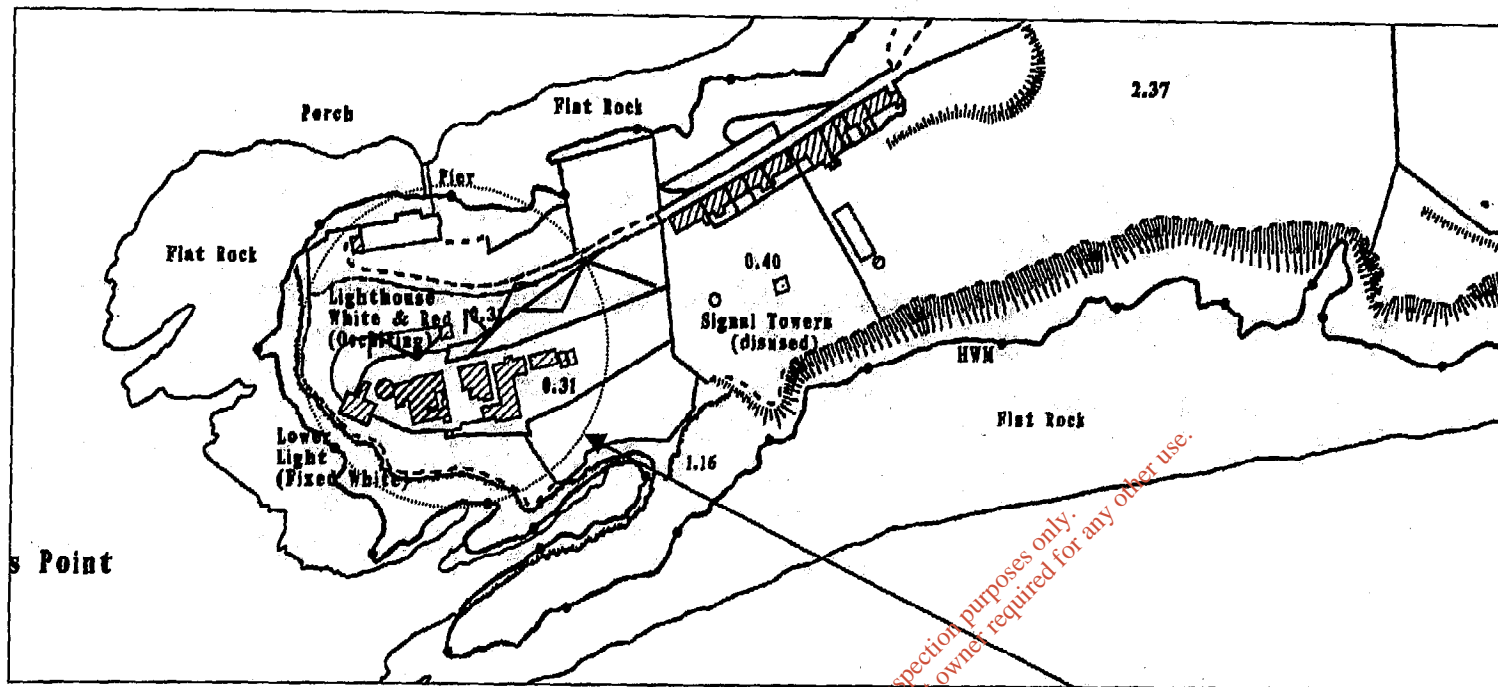 2.37
Perch
Flat Rock
Pier
Flat Rock
0.40
Lighthouse
White & Red
Signal Towers
(disused)
HWM
0.31
Flat Rock
Lower
Light
(Fixed White)
1.16
s Point
spection purposes only.
owner required for any other use.